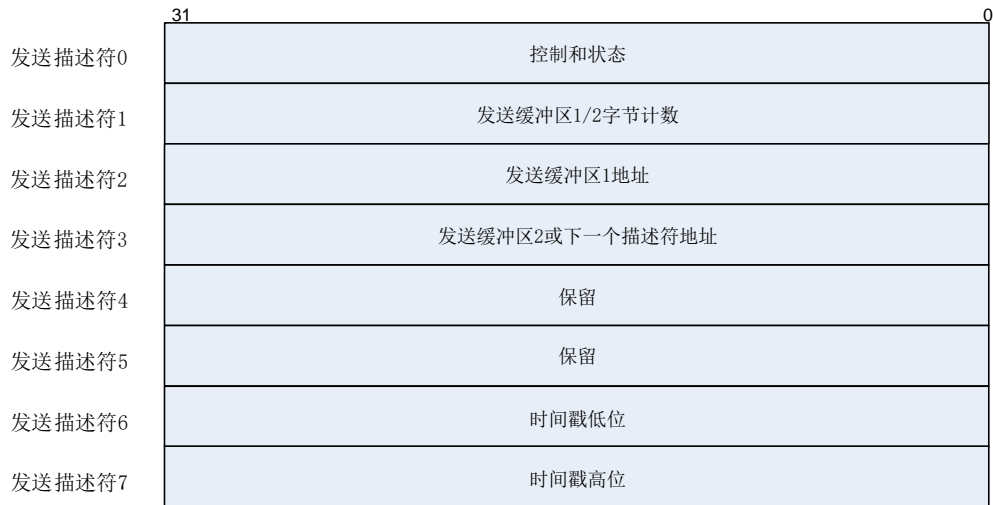 31 0
发送描述符0 控制和状态
发送描述符1 发送缓冲区1/2字节计数
发送描述符2 发送缓冲区1地址
发送描述符3 发送缓冲区2或下一个描述符地址
发送描述符4 保留
发送描述符5 保留
发送描述符6 时间戳低位
发送描述符7 时间戳高位